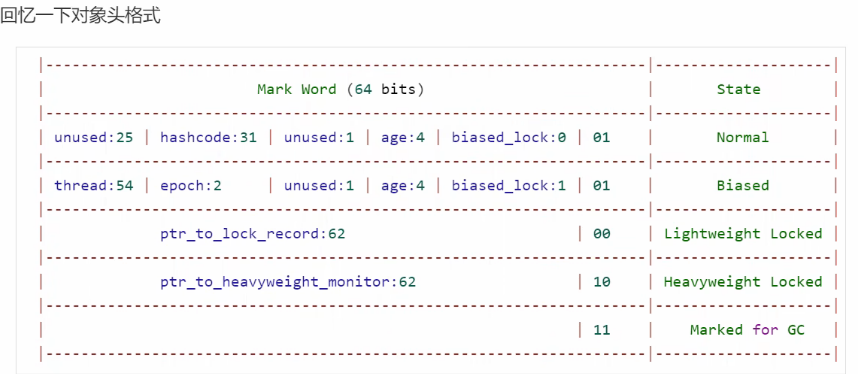 回忆一下对象头格式
|--------------------------------------------------------------------|--------------------|
| Mark Word (64 bits) | State |
|--------------------------------------------------------------------|--------------------|
| unused:25 | hashcode:31 | unused:1 | age:4 | biased_lock:0 | 01 | Normal |
|--------------------------------------------------------------------|--------------------|
| thread:54 | epoch:2 | unused:1 | age:4 | biased_lock:1 | 01 | Biased |
|--------------------------------------------------------------------|--------------------|
| ptr_to_lock_record:62 | 00 | Lightweight Locked |
|--------------------------------------------------------------------|--------------------|
| ptr_to_heavyweight_monitor:62 | 10 | Heavyweight Locked |
|--------------------------------------------------------------------|--------------------|
| | 11 | Marked for GC |
|--------------------------------------------------------------------|--------------------|